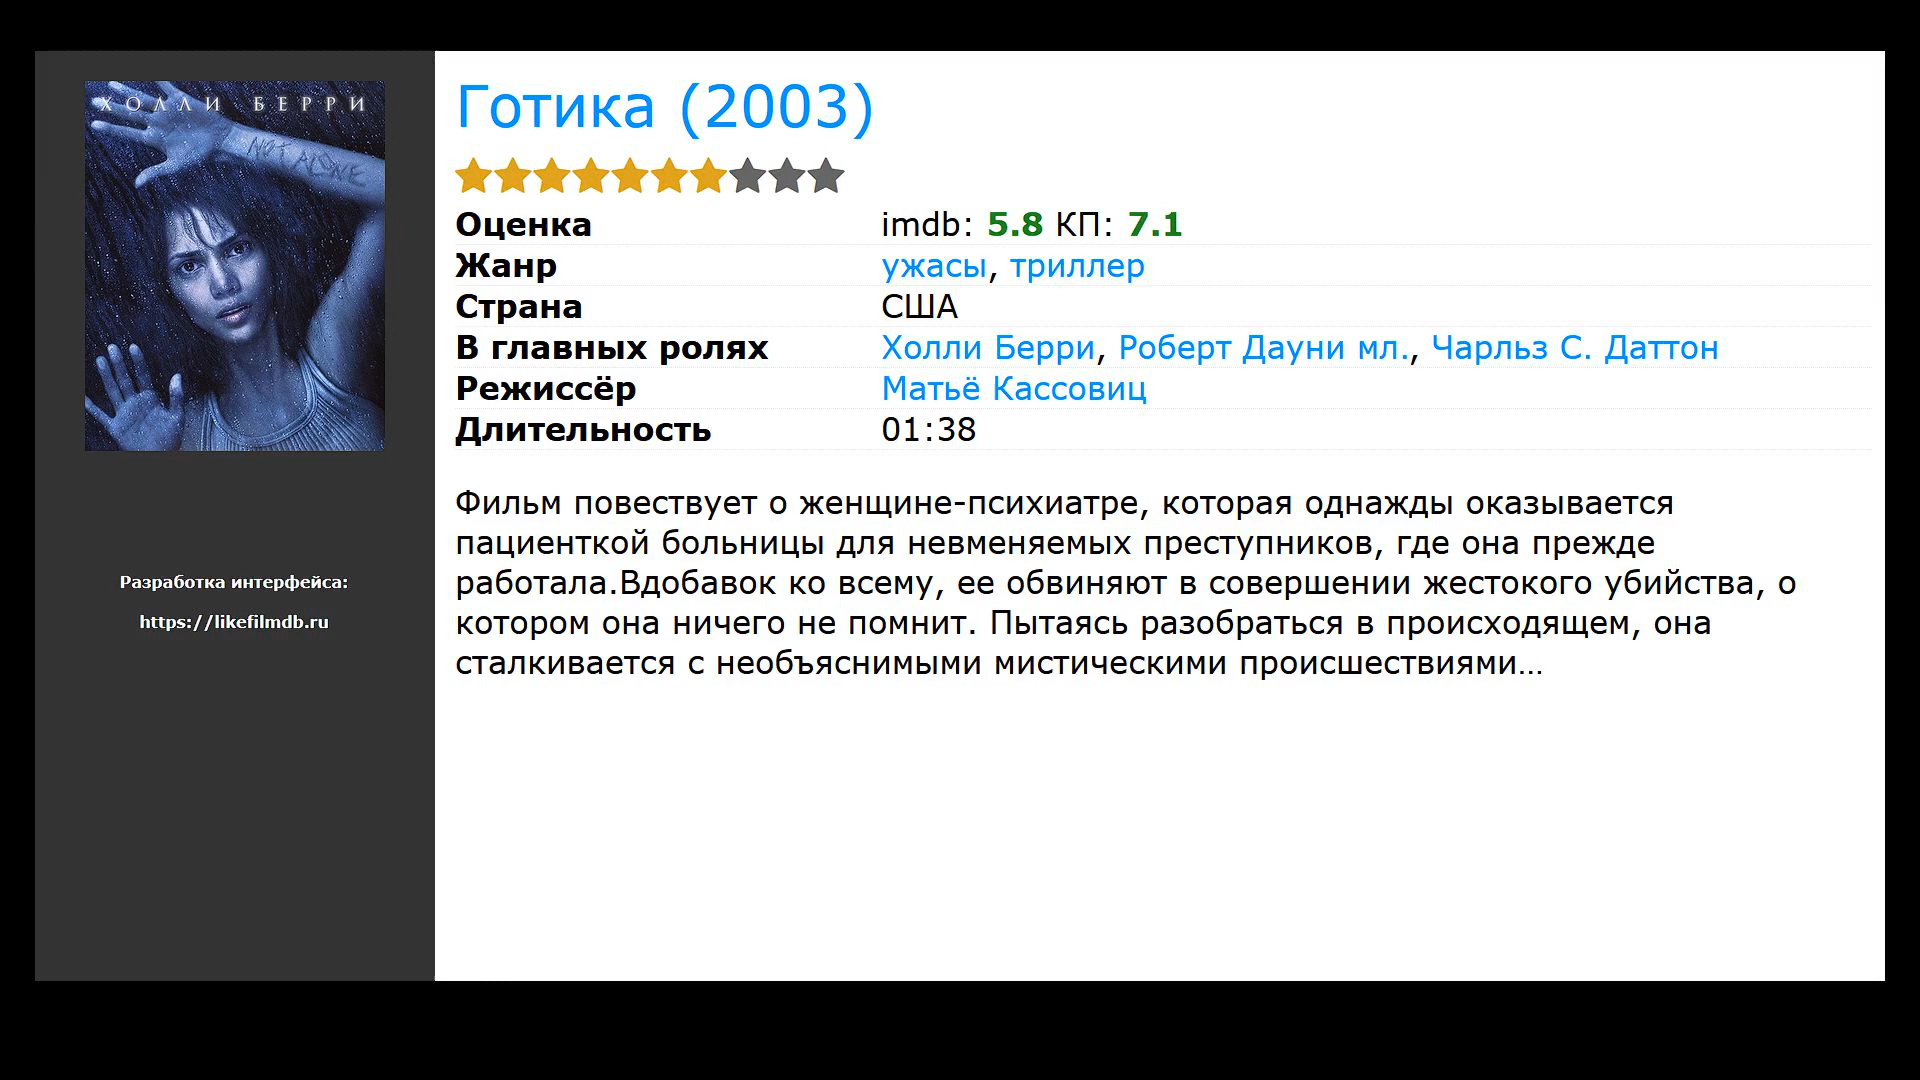 ХОЛЛИ БЕРРИ
NOT ALONE
Разработка интерфейса:
https://likefilmdb.ru
Готика (2003)
Оценка imdb: 5.8 КП: 7.1
Жанр ужасы, триллер
Страна США
В главных ролях Холли Берри, Роберт Дауни мл., Чарльз С. Даттон
Режиссёр Матьё Кассовиц
Длительность 01:38
Фильм повествует о женщине-психиатре, которая однажды оказывается
пациенткой больницы для невменяемых преступников, где она прежде
работала.Вдобавок ко всему, ее обвиняют в совершении жестокого убийства, о
котором она ничего не помнит. Пытаясь разобраться в происходящем, она
сталкивается с необъяснимыми мистическими происшествиями…